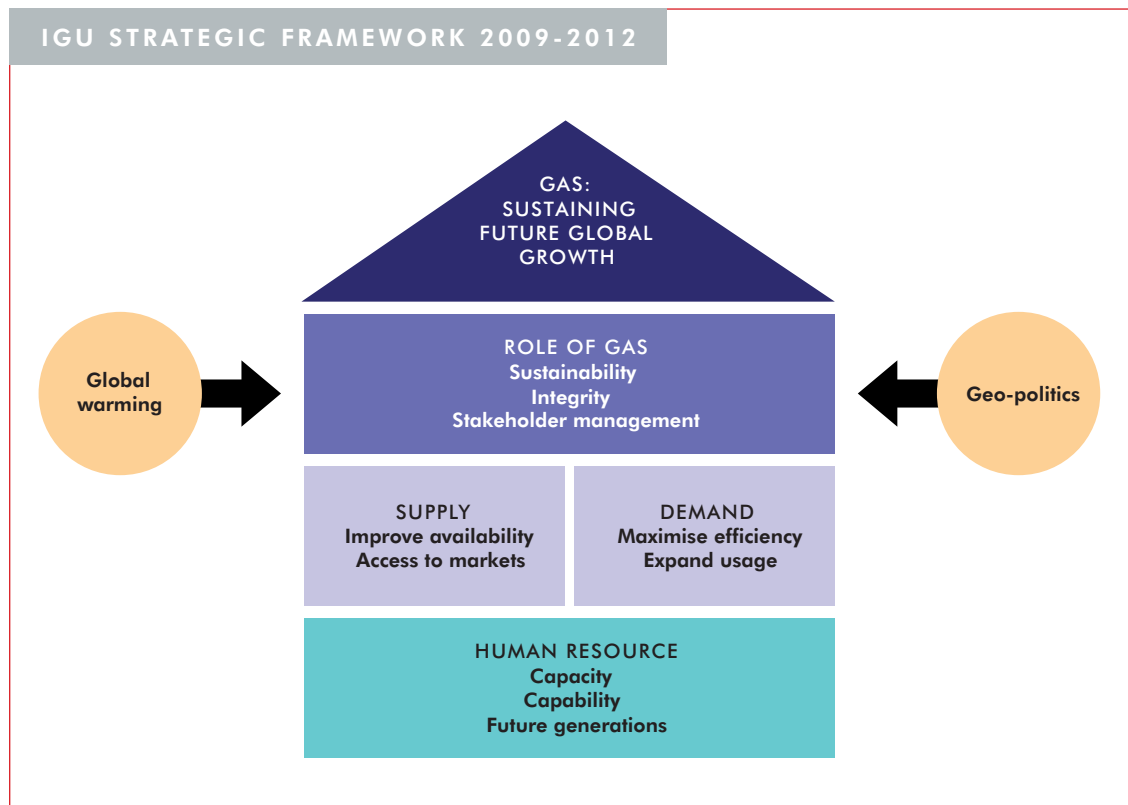 IGU STRATEGIC FRAMEWORK 2009-2012
GAS:
SUSTAINING
FUTURE GLOBAL
GROWTH
Global
warming
ROLE OF GAS
Sustainability
Integrity
Stakeholder management
Geo-politics
SUPPLY
Improve availability
Access to markets
DEMAND
Maximise efficiency
Expand usage
HUMAN RESOURCE
Capacity
Capability
Future generations